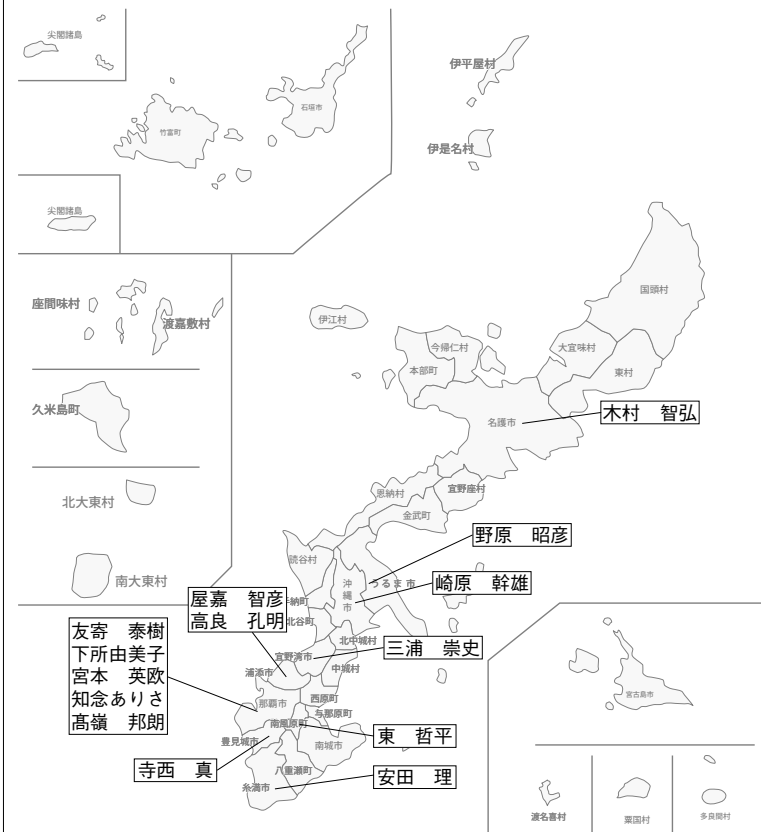 尖閣諸島
石垣市
竹富町
尖閣諸島
伊平屋村
伊是名村
国頭村
座間味村
渡嘉敷村
伊江村
今帰仁村
大宜味村
本部町
東村
久米島町
名護市
木村　智弘
宜野座村
恩納村
北大東村
金武町
野原　昭彦
読谷村
南大東村
沖縄市
うるま市
崎原　幹雄
屋嘉　智彦
高良　孔明
手納町
北谷町
友寄　泰樹
下所由美子
宮本　英欧
知念ありさ
髙嶺　邦朗
北中城村
三浦　崇史
宜野湾市
中城村
浦添市
西原町
那覇市
与那原町
南風原町
東　哲平
豊見城市
南城市
寺西　真
八重瀬町
安田　理
糸満市
宮古島市
渡名喜村
粟国村
多良間村